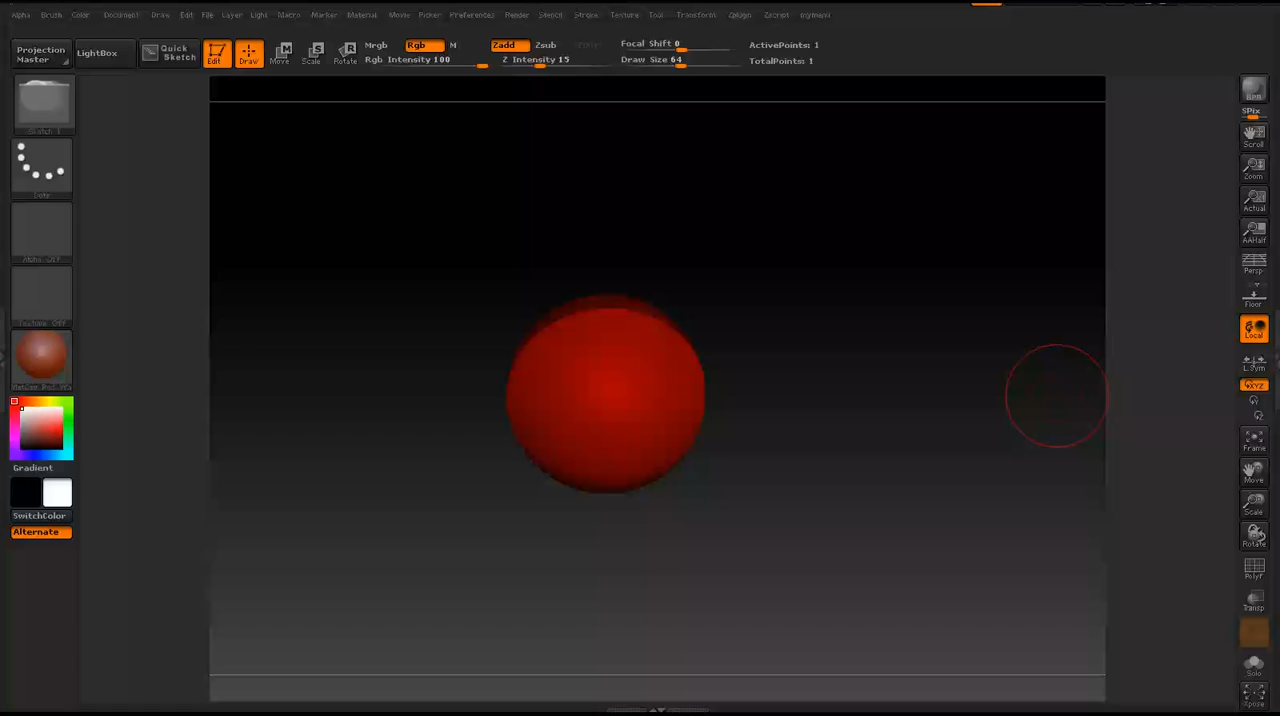 Alpha Brush Color Document Draw Edit File Layer Light Macro Marker Material Movie Picker Preferences Render Stencil Stroke Texture Tool Transform Zplugin Zscript mymenu
Projection Master
LightBox
Quick Sketch
Edit
Draw
Move
Scale
Rotate
Mrgb
Rgb
M
Rgb Intensity 100
Zadd
Zsub
Z Intensity 15
Focal Shift 0
Draw Size 64
ActivePoints: 1
TotalPoints: 1
Sketch 1
Dots
Alpha Off
Texture Off
Gradient
SwitchColor
Alternate
BPR
SPix
Scroll
Zoom
Actual
AAHalf
Persp
Floor
Local
L.Sym
XYZ
Frame
Move
Scale
Rotate
PolyF
Transp
Solo
Xpose